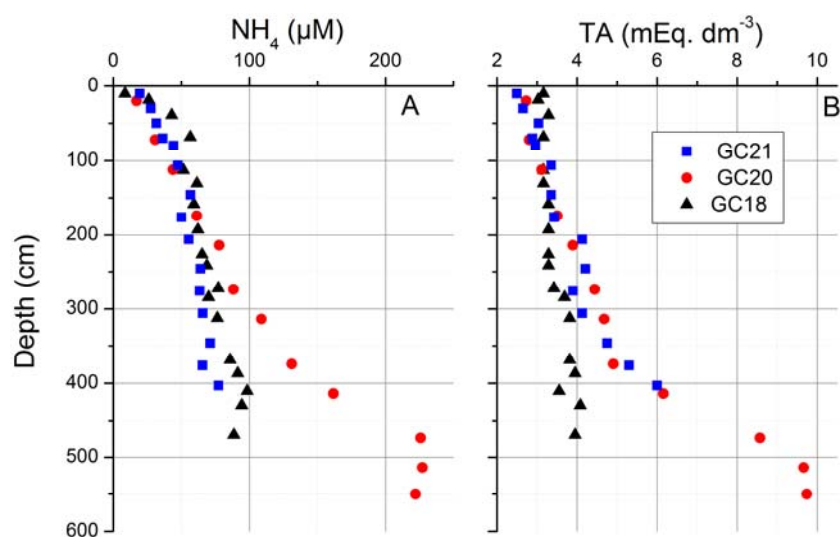 NH₄ (µM)
TA (mEq. dm⁻³)
0 100 200
2 4 6 8 10
0
100
200
300
400
500
600
Depth (cm)
A
B
GC21
GC20
GC18